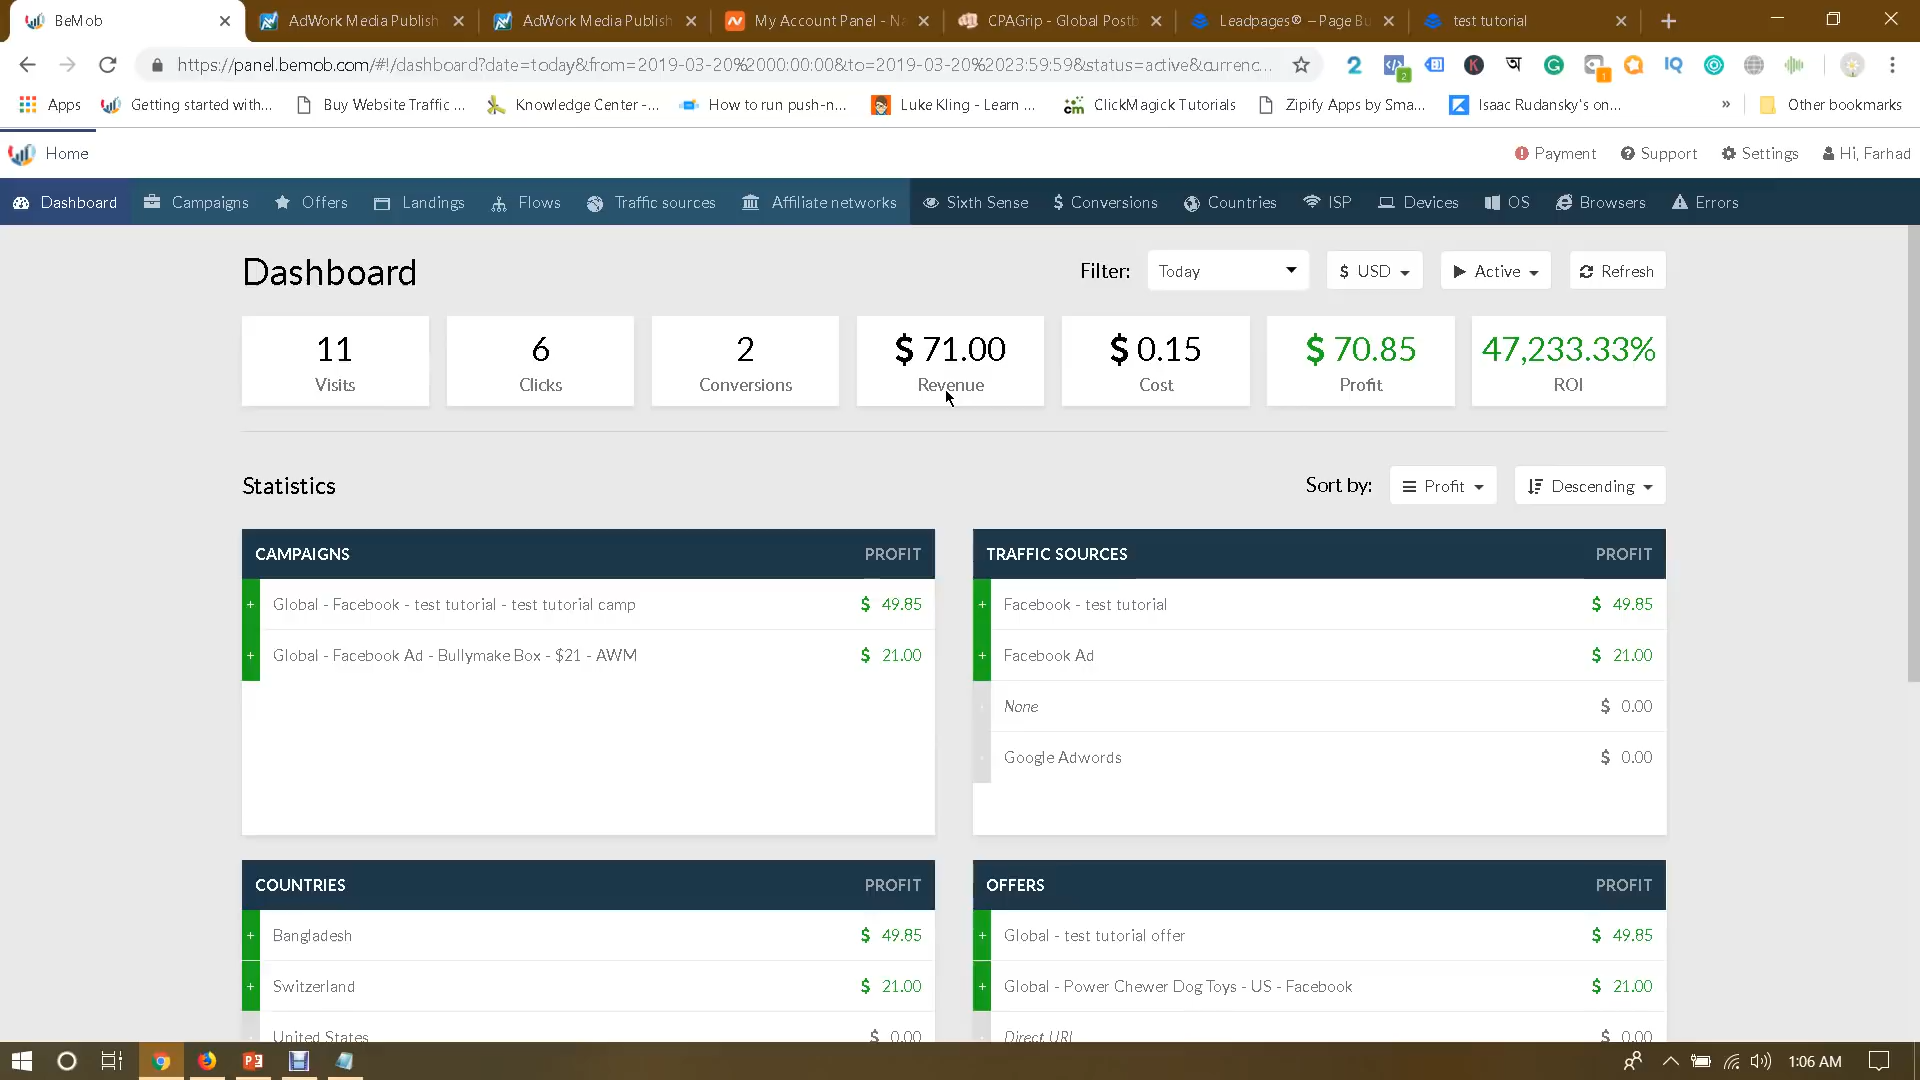 BeMob
AdWork Media Publish
AdWork Media Publish
My Account Panel - Na
CPAGrip - Global Postb
Leadpages® – Page Bu
test tutorial
https://panel.bemob.com/#!/dashboard?date=today&from=2019-03-20%2000:00:00&to=2019-03-20%2023:59:59&status=active&currenc...
Apps
Getting started with...
Buy Website Traffic ...
Knowledge Center -...
How to run push-n...
Luke Kling - Learn ...
ClickMagick Tutorials
Zipify Apps by Sma...
Isaac Rudansky's on...
»
Other bookmarks
Home
Payment
Support
Settings
Hi, Farhad
Dashboard
Campaigns
Offers
Landings
Flows
Traffic sources
Affiliate networks
Sixth Sense
$ Conversions
Countries
ISP
Devices
OS
Browsers
Errors
Dashboard
Filter:
Today
$ USD
Active
Refresh
11
Visits
6
Clicks
2
Conversions
$ 71.00
Revenue
$ 0.15
Cost
$ 70.85
Profit
47,233.33%
ROI
Statistics
Sort by:
Profit
Descending
CAMPAIGNS PROFIT
+ Global - Facebook - test tutorial - test tutorial camp $ 49.85
+ Global - Facebook Ad - Bullymake Box - $21 - AWM $ 21.00
TRAFFIC SOURCES PROFIT
+ Facebook - test tutorial $ 49.85
+ Facebook Ad $ 21.00
None $ 0.00
Google Adwords $ 0.00
COUNTRIES PROFIT
+ Bangladesh $ 49.85
+ Switzerland $ 21.00
United States $ 0.00
OFFERS PROFIT
+ Global - test tutorial offer $ 49.85
+ Global - Power Chewer Dog Toys - US - Facebook $ 21.00
Direct URL $ 0.00
1:06 AM